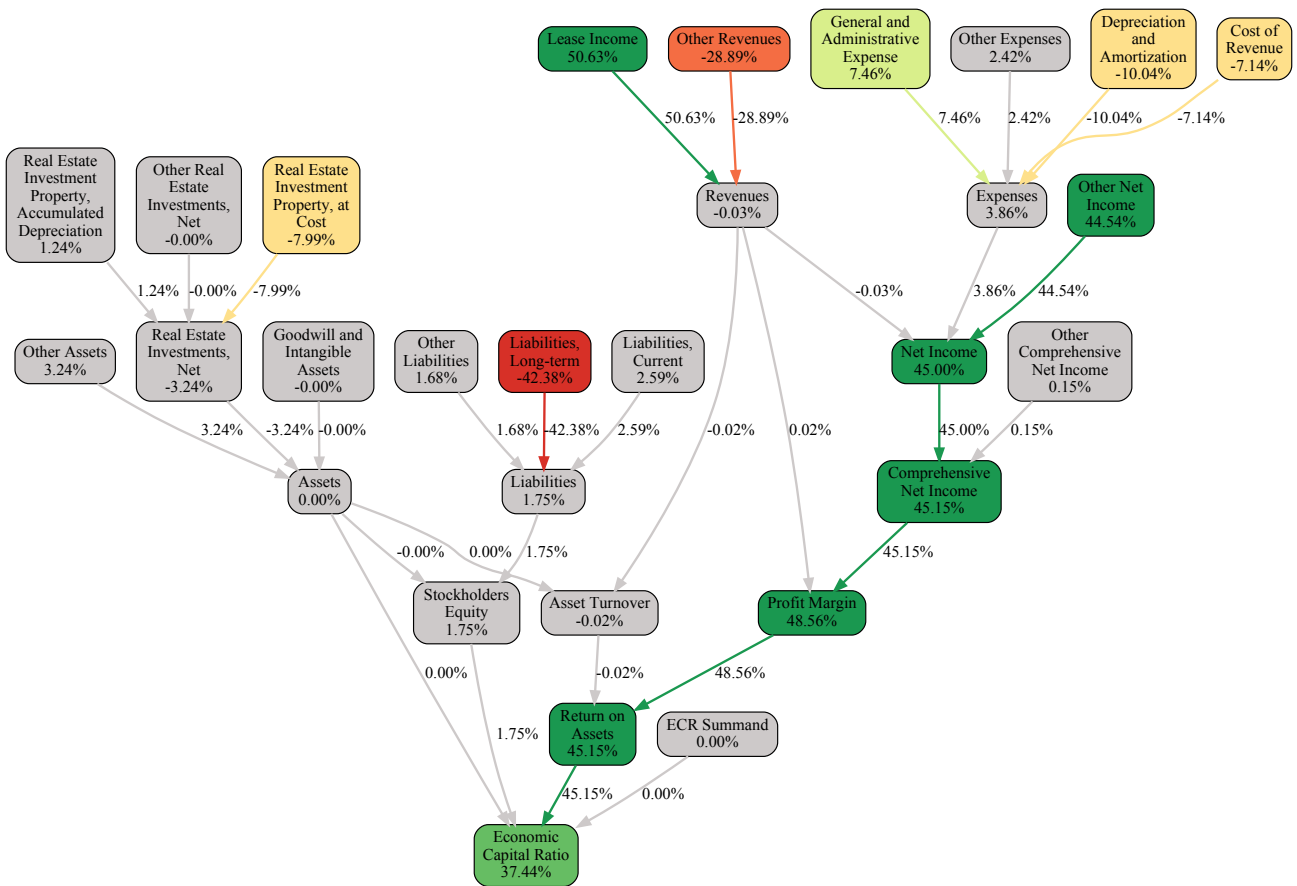 Lease Income
50.63%
Other Revenues
-28.89%
General and
Administrative
Expense
7.46%
Other Expenses
2.42%
Depreciation
and
Amortization
-10.04%
Cost of
Revenue
-7.14%
50.63%
-28.89%
7.46%
2.42%
-10.04%
-7.14%
Real Estate
Investment
Property,
Accumulated
Depreciation
1.24%
Other Real
Estate
Investments,
Net
-0.00%
Real Estate
Investment
Property, at
Cost
-7.99%
Revenues
-0.03%
Expenses
3.86%
Other Net
Income
44.54%
1.24%
-0.00%
-7.99%
-0.03%
3.86%
44.54%
Other Assets
3.24%
Real Estate
Investments,
Net
-3.24%
Goodwill and
Intangible
Assets
-0.00%
Other
Liabilities
1.68%
Liabilities,
Long-term
-42.38%
Liabilities,
Current
2.59%
Net Income
45.00%
Other
Comprehensive
Net Income
0.15%
3.24%
-3.24%
-0.00%
1.68%
-42.38%
2.59%
-0.02%
0.02%
45.00%
0.15%
Assets
0.00%
Liabilities
1.75%
Comprehensive
Net Income
45.15%
-0.00%
0.00%
1.75%
45.15%
Stockholders
Equity
1.75%
Asset Turnover
-0.02%
Profit Margin
48.56%
0.00%
-0.02%
48.56%
Return on
Assets
45.15%
ECR Summand
0.00%
1.75%
45.15%
0.00%
Economic
Capital Ratio
37.44%